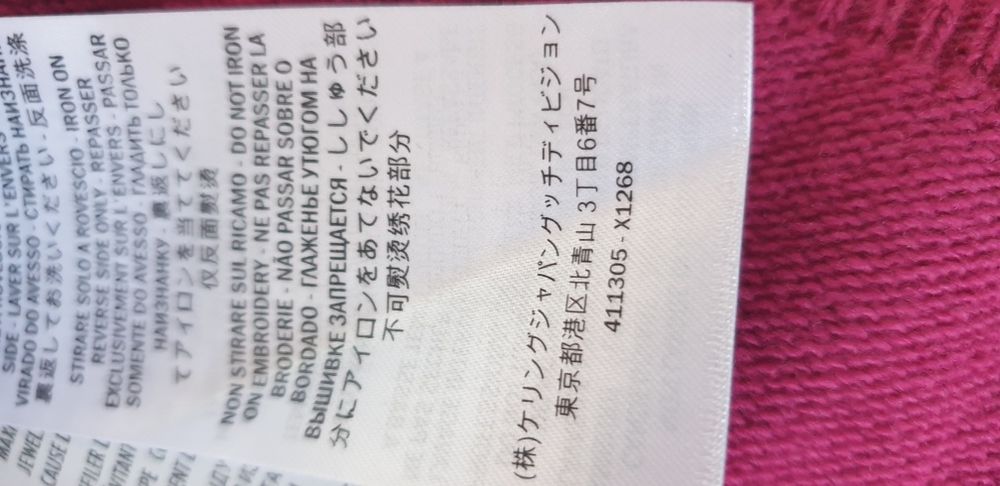 SIDE - LAVER SUR L'ENVERS
VIRADO DO AVESSO - СТИРАТЬ НАИЗНАН
裏返してお洗いください - 反面洗涤
STIRARE SOLO A ROVESCIO - IRON ON
REVERSE SIDE ONLY - REPASSER
EXCLUSIVEMENT SUR L'ENVERS - PASSAR
SOMENTE DO AVESSO - ГЛАДИТЬ ТОЛЬКО
НАИЗНАНКУ - 裏返しにし
てアイロンを当ててください
仅反面熨烫
NON STIRARE SUL RICAMO - DO NOT IRON
ON EMBROIDERY - NE PAS REPASSER LA
BRODERIE - NÃO PASSAR SOBRE O
BORDADO - ГЛАЖЕНЬЕ УТЮГОМ НА
ВЫШИВКЕ ЗАПРЕЩАЕТСЯ - ししゅう部
分にアイロンをあてないでください
不可熨烫绣花部分
(株)ケリングジャパングッチディビジョン
東京都港区北青山 3丁目6番7号
411305 - X1268
JEWEL
CAUSE